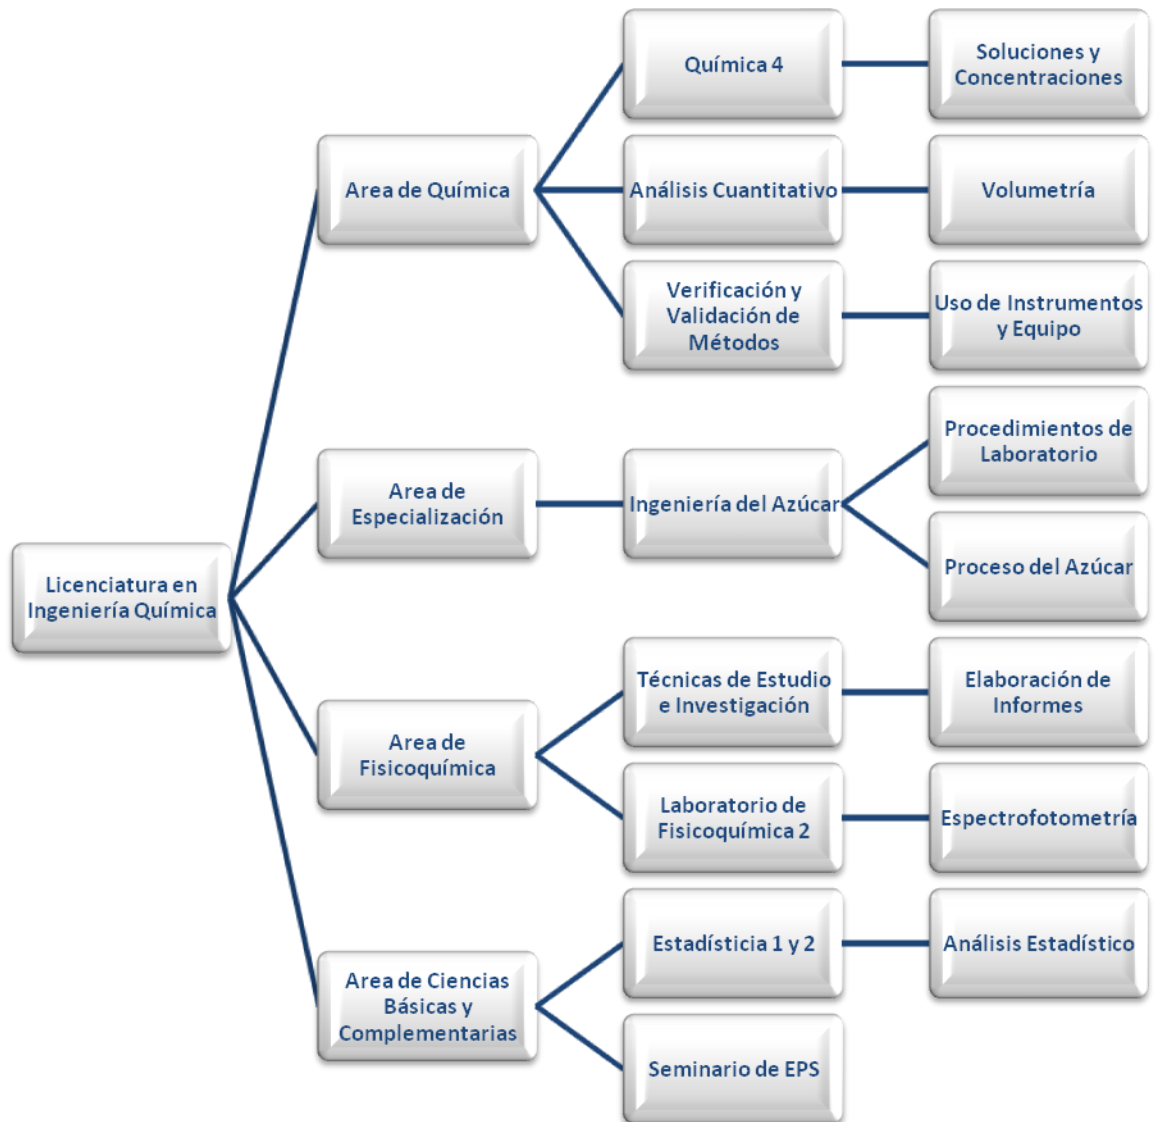 Química 4
Soluciones y
Concentraciones
Area de Química
Análisis Cuantitativo
Volumetría
Verificación y
Validación de
Métodos
Uso de Instrumentos
y Equipo
Area de
Especialización
Ingeniería del Azúcar
Procedimientos de
Laboratorio
Proceso del Azúcar
Licenciatura en
Ingeniería Química
Area de
Fisicoquímica
Técnicas de Estudio
e Investigación
Elaboración de
Informes
Laboratorio de
Fisicoquímica 2
Espectrofotometría
Area de Ciencias
Básicas y
Complementarias
Estadísticia 1 y 2
Análisis Estadístico
Seminario de EPS